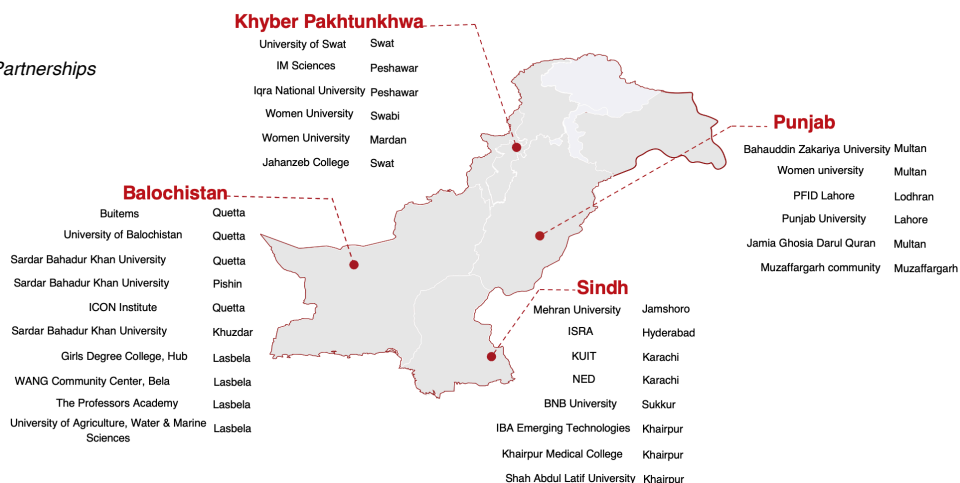 Partnerships
Khyber Pakhtunkhwa
University of Swat Swat
IM Sciences Peshawar
Iqra National University Peshawar
Women University Swabi
Women University Mardan
Jahanzeb College Swat
Balochistan
Buitems Quetta
University of Balochistan Quetta
Sardar Bahadur Khan University Quetta
Sardar Bahadur Khan University Pishin
ICON Institute Quetta
Sardar Bahadur Khan University Khuzdar
Girls Degree College, Hub Lasbela
WANG Community Center, Bela Lasbela
The Professors Academy Lasbela
University of Agriculture, Water & Marine Lasbela
Sciences
Punjab
Bahauddin Zakariya University Multan
Women university Multan
PFID Lahore Lodhran
Punjab University Lahore
Jamia Ghosia Darul Quran Multan
Muzaffargarh community Muzaffargarh
Sindh
Mehran University Jamshoro
ISRA Hyderabad
KUIT Karachi
NED Karachi
BNB University Sukkur
IBA Emerging Technologies Khairpur
Khairpur Medical College Khairpur
Shah Abdul Latif University Khairpur